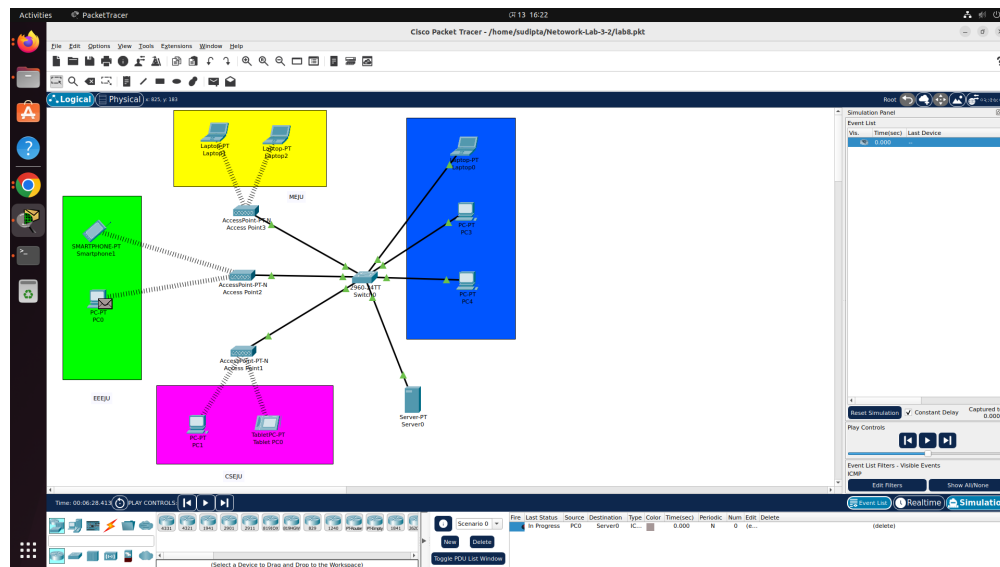 Activities
PacketTracer
मे 13 16:22
Cisco Packet Tracer - /home/sudipta/Netowork-Lab-3-2/lab8.pkt
File Edit Options View Tools Extensions Window Help
Logical
Physical
x: 825, y: 183
Root
Simulation Panel
Event List
Vis. Time(sec) Last Device
0.000 --
Laptop-PT
Laptop-PT
Laptop2
MEJU
AccessPoint-PT-N
Access Point3
Laptop-PT
Laptop0
PC-PT
PC3
SMARTPHONE-PT
Smartphone1
AccessPoint-PT-N
Access Point2
2960-24TT
Switch0
PC-PT
PC4
PC-PT
PC0
AccessPoint-PT-N
Access Point1
EEEJU
Server-PT
Server0
PC-PT
PC1
TabletPC-PT
Tablet PC0
CSEJU
Reset Simulation
Constant Delay
Captured to
0.000
Play Controls
Event List Filters - Visible Events
ICMP
Edit Filters
Show All/None
Event List
Realtime
Simulation
Time: 00:06:28.413
PLAY CONTROLS:
4331 4321 1941 2901 2911 819IOX 819HGW 829 1240
(Select a Device to Drag and Drop to the Workspace)
Scenario 0
New
Delete
Toggle PDU List Window
Fire Last Status Source Destination Type Color Time(sec) Periodic Num Edit Delete
In Progress PC0 Server0 IC... 0.000 N 0 (e... (delete)